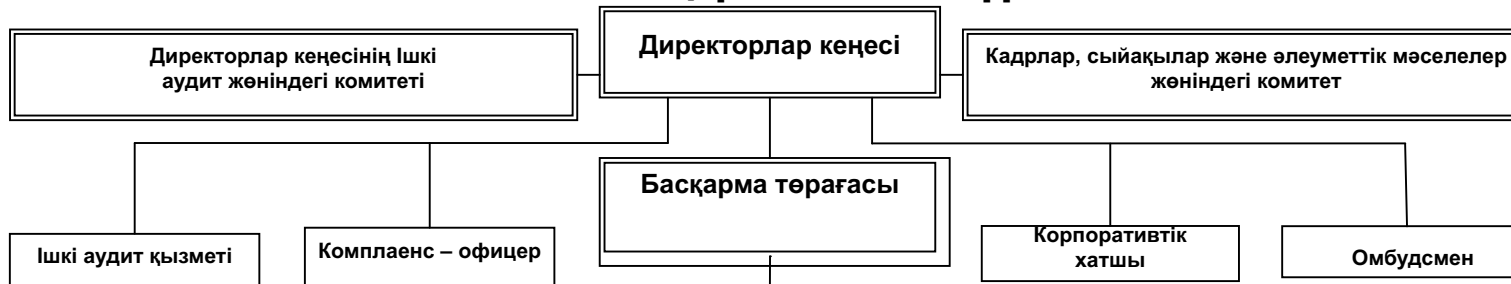 Директорлар кеңесі
Директорлар кеңесінің Ішкі
аудит жөніндегі комитеті
Кадрлар, сыйақылар және әлеуметтік мәселелер
жөніндегі комитет
Басқарма төрағасы
Ішкі аудит қызметі
Комплаенс – офицер
Корпоративтік
хатшы
Омбудсмен